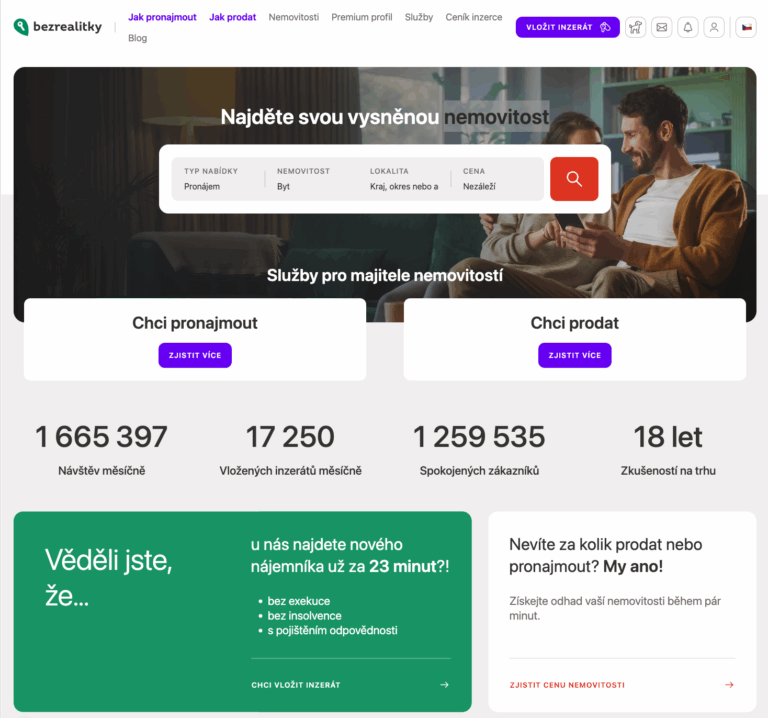 bezrealitky
Jak pronajmout Jak prodat Nemovitosti Premium profil Služby Ceník inzerce
Blog
VLOŽIT INZERÁT
Najděte svou vysněnou nemovitost
TYP NABÍDKY NEMOVITOST LOKALITA CENA
Pronájem Byt Kraj, okres nebo a Nezáleží
Služby pro majitele nemovitostí
Chci pronajmout
ZJISTIT VÍCE
Chci prodat
ZJISTIT VÍCE
1 665 397
Návštěv měsíčně
17 250
Vložených inzerátů měsíčně
1 259 535
Spokojených zákazníků
18 let
Zkušeností na trhu
Věděli jste,
že...
u nás najdete nového
nájemníka už za 23 minut?!
• bez exekuce
• bez insolvence
• s pojištěním odpovědnosti
CHCI VLOŽIT INZERÁT
Nevíte za kolik prodat nebo
pronajmout? My ano!
Získejte odhad vaší nemovitosti během pár
minut.
ZJISTIT CENU NEMOVITOSTI